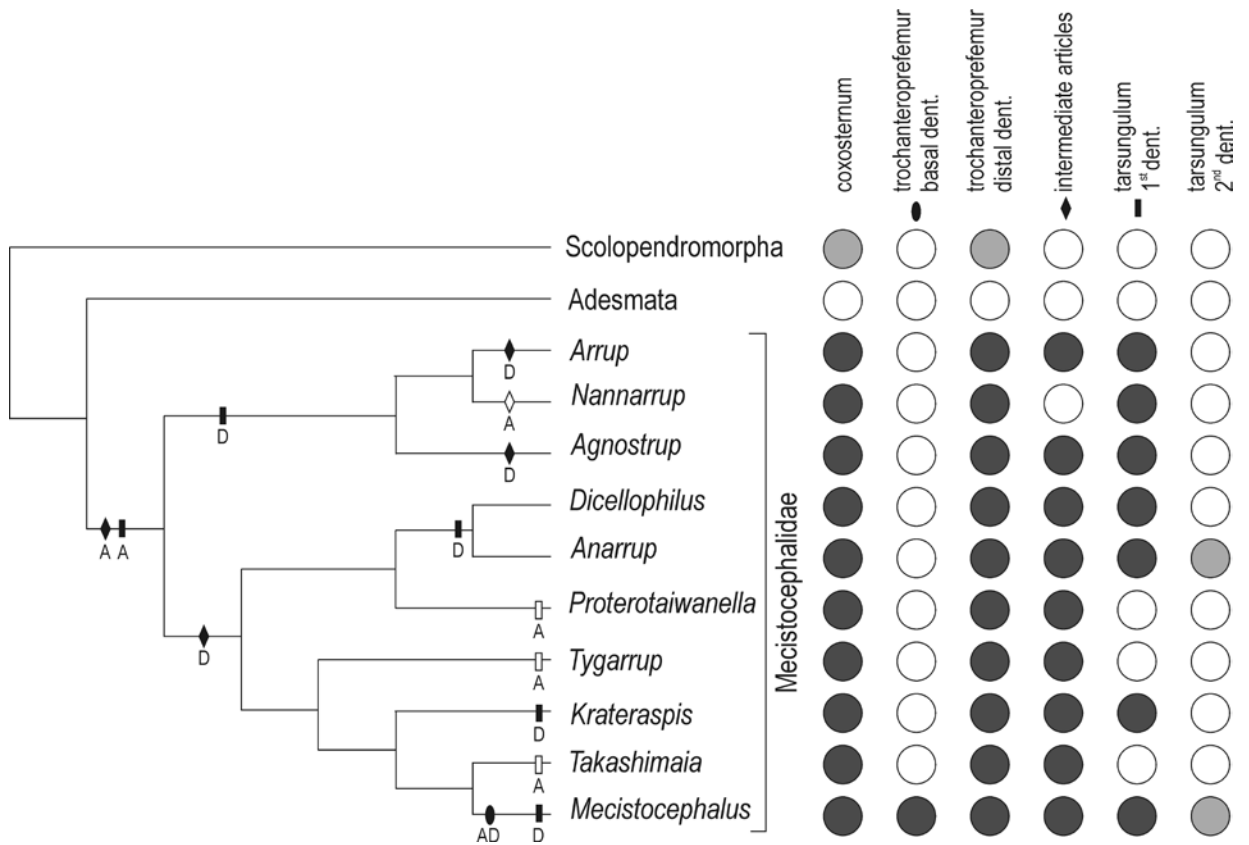 coxosternum
trochanteroprefemur
basal dent.
trochanteroprefemur
distal dent.
intermediate articles
tarsungulum
1st dent.
tarsungulum
2nd dent.
Scolopendromorpha
Adesmata
Arrup
D
Nannarrup
A
D
Agnostrup
D
Dicellophilus
A A
D
Anarrup
Mecistocephalidae
Proterotaiwanella
A
D
Tygarrup
A
Krateraspis
D
Takashimaia
A
Mecistocephalus
AD
D